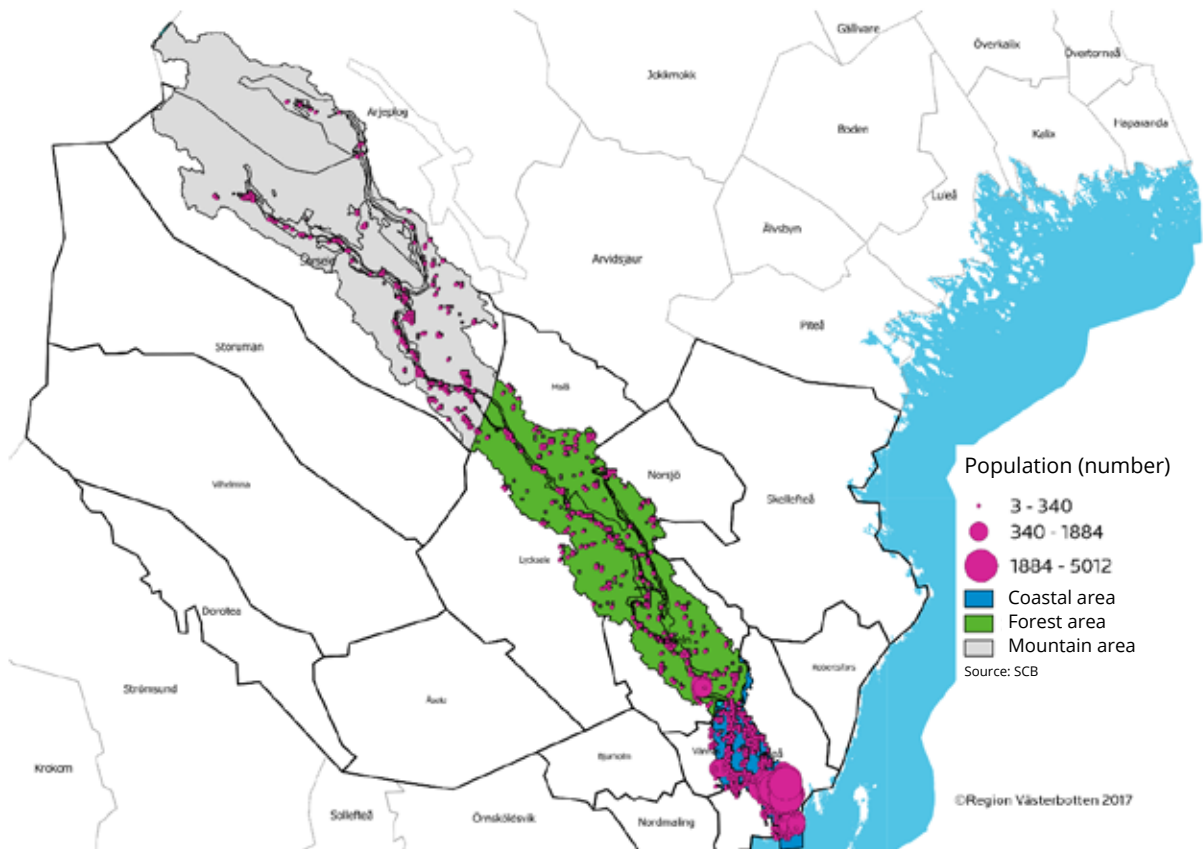 Gällivare
Överkalix
Övertorneå
Jokkmokk
Arjeplog
Boden
Kalix
Haparanda
Luleå
Älvsbyn
Arvidsjaur
Sorsele
Piteå
Storuman
Malå
Norsjö
Skellefteå
Vilhelmina
Lycksele
Dorotea
Robertsfors
Strömsund
Åsele
Bjurholm
Krokom
Sollefteå
Örnsköldsvik
Nordmaling
Population (number)
3 - 340
340 - 1884
1884 - 5012
Coastal area
Forest area
Mountain area
Source: SCB
©Region Västerbotten 2017